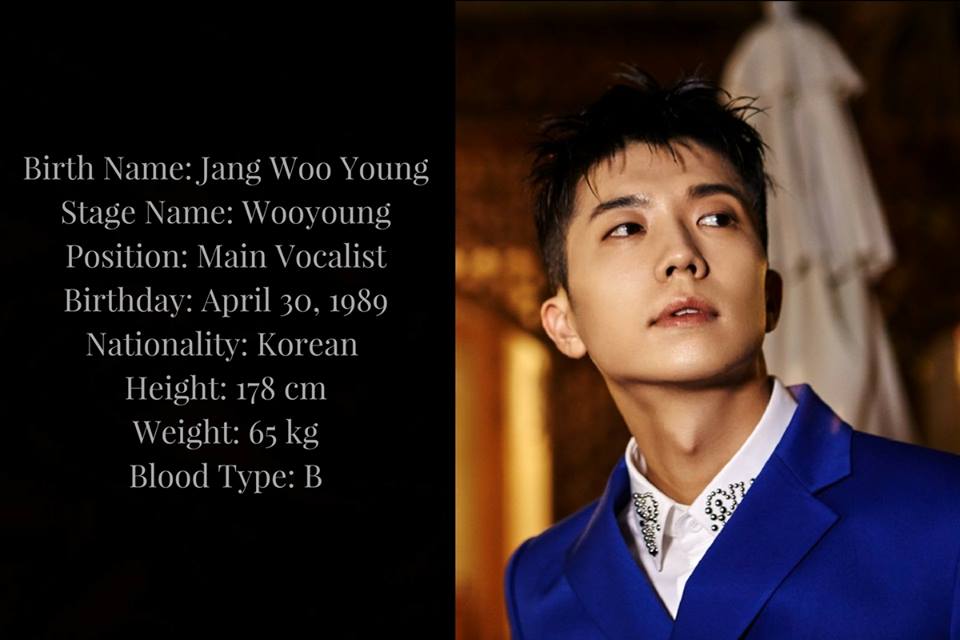 Birth Name: Jang Woo Young
Stage Name: Wooyoung
Position: Main Vocalist
Birthday: April 30, 1989
Nationality: Korean
Height: 178 cm
Weight: 65 kg
Blood Type: B